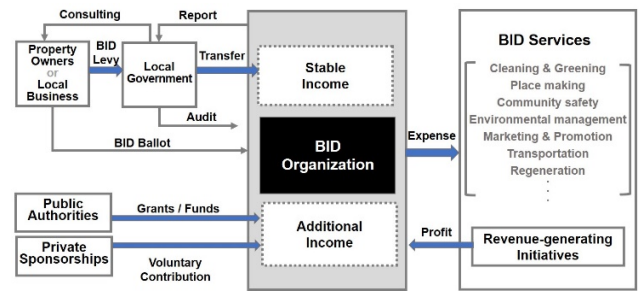 Consulting
Report
Property
Owners
or
Local
Business
BID
Levy
Local
Government
Transfer
Audit
BID Ballot
Stable
Income
BID
Organization
Additional
Income
Public
Authorities
Grants / Funds
Private
Sponsorships
Voluntary
Contribution
Expense
Profit
BID Services
Cleaning & Greening
Place making
Community safety
Environmental management
Marketing & Promotion
Transportation
Regeneration
Revenue-generating
Initiatives